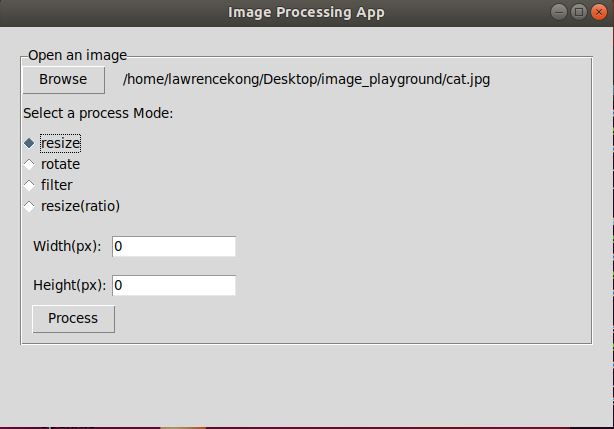 Image Processing App
Open an image
Browse /home/lawrencekong/Desktop/image_playground/cat.jpg
Select a process Mode:
resize
rotate
filter
resize(ratio)
Width(px): 0
Height(px): 0
Process